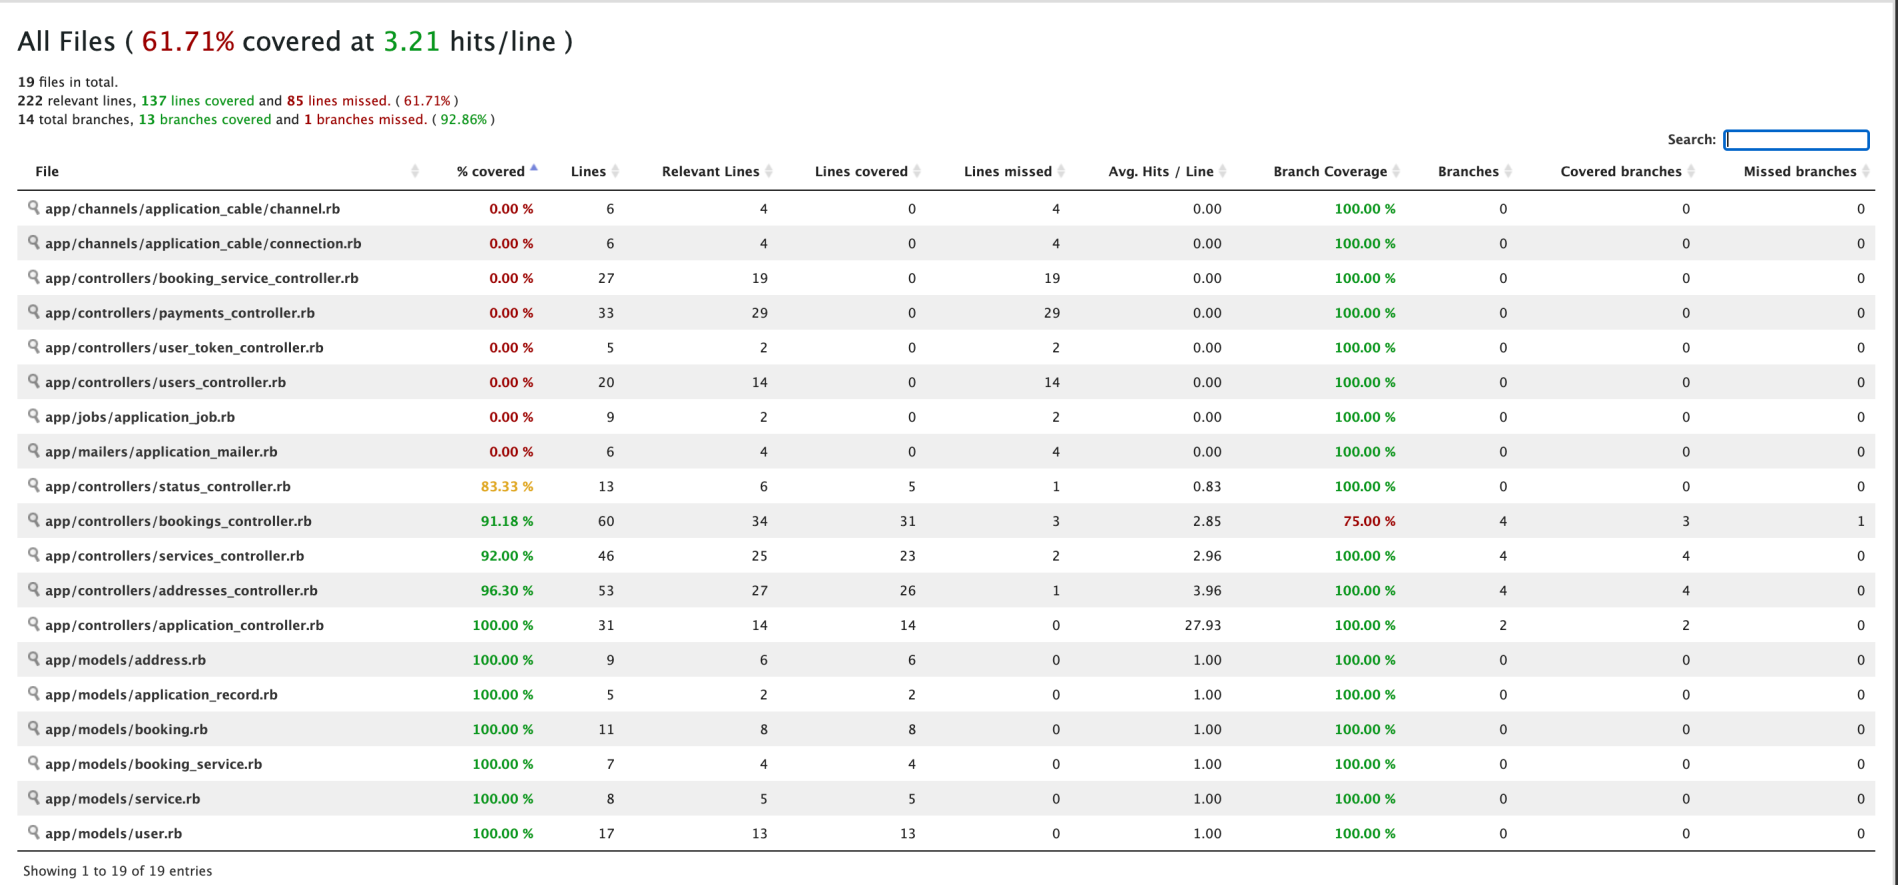 All Files ( 61.71% covered at 3.21 hits/line )
19 files in total.
222 relevant lines, 137 lines covered and 85 lines missed. ( 61.71% )
14 total branches, 13 branches covered and 1 branches missed. ( 92.86% )
Search:
File % covered Lines Relevant Lines Lines covered Lines missed Avg. Hits / Line Branch Coverage Branches Covered branches Missed branches
app/channels/application_cable/channel.rb 0.00 % 6 4 0 4 0.00 100.00 % 0 0 0
app/channels/application_cable/connection.rb 0.00 % 6 4 0 4 0.00 100.00 % 0 0 0
app/controllers/booking_service_controller.rb 0.00 % 27 19 0 19 0.00 100.00 % 0 0 0
app/controllers/payments_controller.rb 0.00 % 33 29 0 29 0.00 100.00 % 0 0 0
app/controllers/user_token_controller.rb 0.00 % 5 2 0 2 0.00 100.00 % 0 0 0
app/controllers/users_controller.rb 0.00 % 20 14 0 14 0.00 100.00 % 0 0 0
app/jobs/application_job.rb 0.00 % 9 2 0 2 0.00 100.00 % 0 0 0
app/mailers/application_mailer.rb 0.00 % 6 4 0 4 0.00 100.00 % 0 0 0
app/controllers/status_controller.rb 83.33 % 13 6 5 1 0.83 100.00 % 0 0 0
app/controllers/bookings_controller.rb 91.18 % 60 34 31 3 2.85 75.00 % 4 3 1
app/controllers/services_controller.rb 92.00 % 46 25 23 2 2.96 100.00 % 4 4 0
app/controllers/addresses_controller.rb 96.30 % 53 27 26 1 3.96 100.00 % 4 4 0
app/controllers/application_controller.rb 100.00 % 31 14 14 0 27.93 100.00 % 2 2 0
app/models/address.rb 100.00 % 9 6 6 0 1.00 100.00 % 0 0 0
app/models/application_record.rb 100.00 % 5 2 2 0 1.00 100.00 % 0 0 0
app/models/booking.rb 100.00 % 11 8 8 0 1.00 100.00 % 0 0 0
app/models/booking_service.rb 100.00 % 7 4 4 0 1.00 100.00 % 0 0 0
app/models/service.rb 100.00 % 8 5 5 0 1.00 100.00 % 0 0 0
app/models/user.rb 100.00 % 17 13 13 0 1.00 100.00 % 0 0 0
Showing 1 to 19 of 19 entries